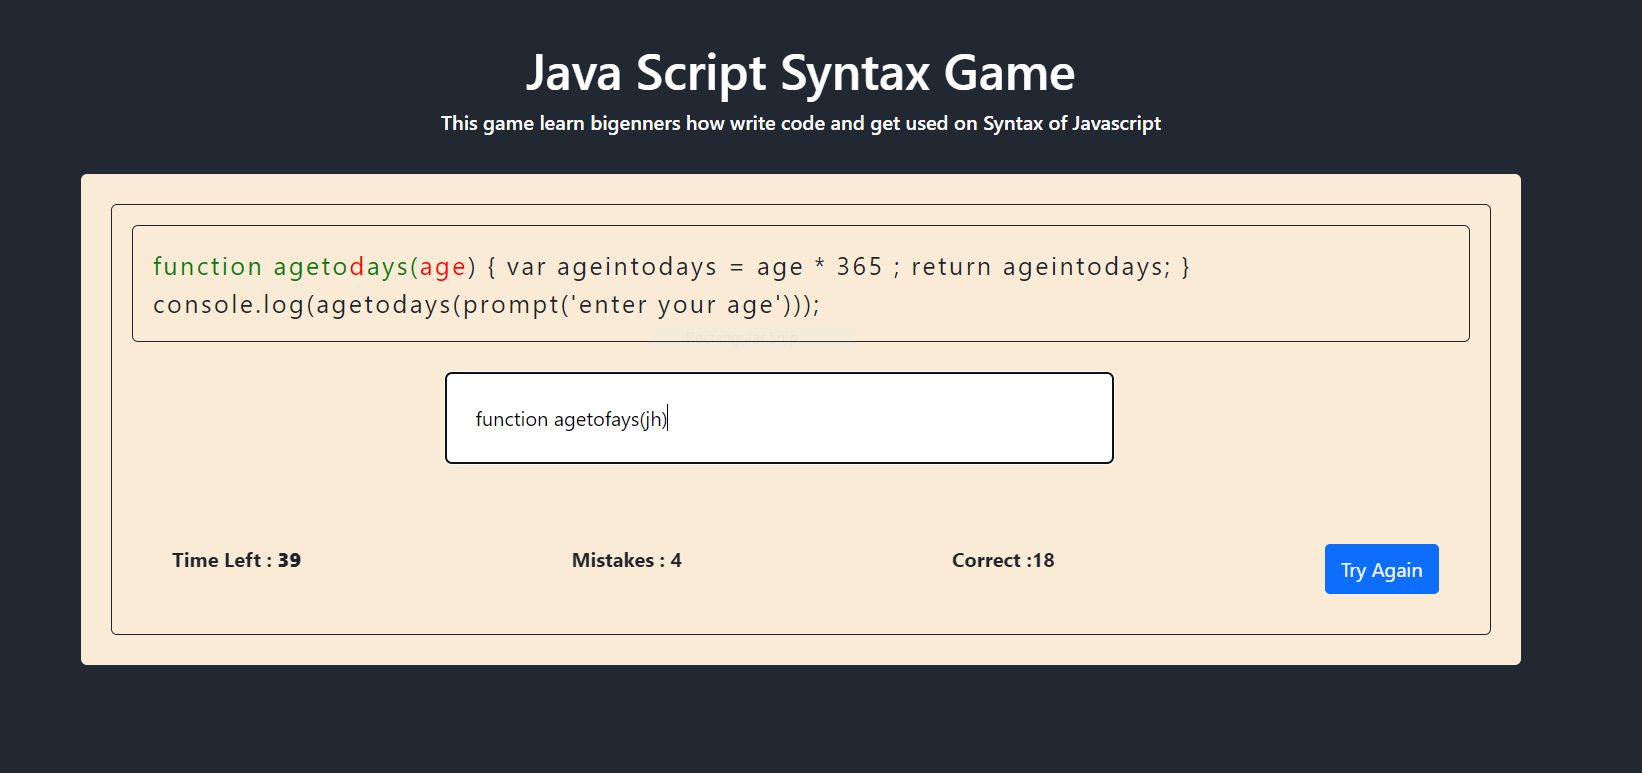 Java Script Syntax Game
This game learn bigenners how write code and get used on Syntax of Javascript
function agetodays(age) { var ageintodays = age * 365 ; return ageintodays; }
console.log(agetodays(prompt('enter your age')));
Rectangular Snip
function agetofays(jh)
Time Left : 39
Mistakes : 4
Correct :18
Try Again